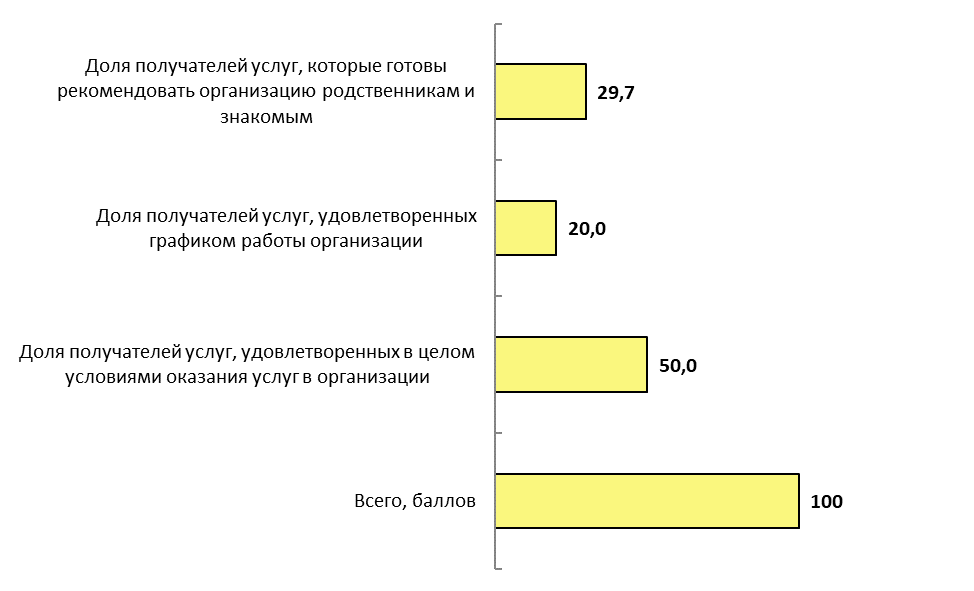 Доля получателей услуг, которые готовы
рекомендовать организацию родственникам и
знакомым
29,7
Доля получателей услуг, удовлетворенных
графиком работы организации
20,0
Доля получателей услуг, удовлетворенных в целом
условиями оказания услуг в организации
50,0
Всего, баллов
100